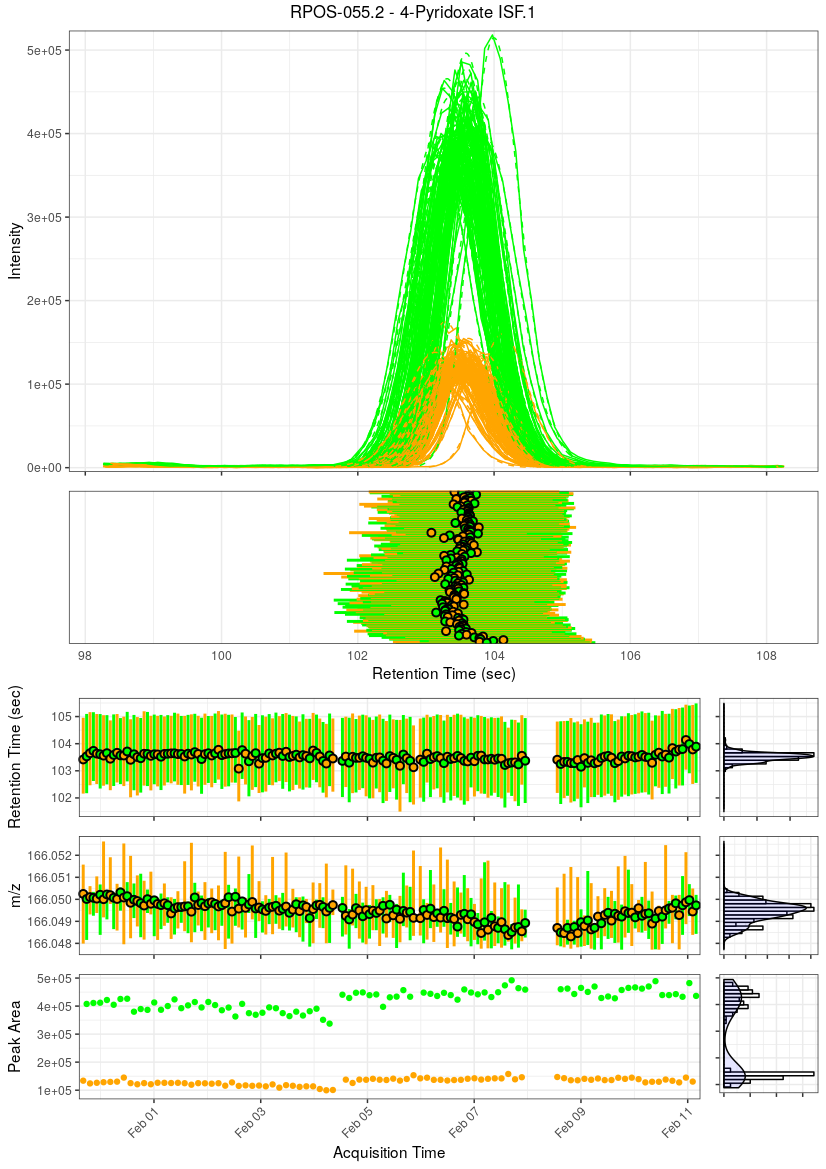 RPOS-055.2 - 4-Pyridoxate ISF.1
5e+05
4e+05
3e+05
2e+05
1e+05
0e+00
Intensity
98 100 102 104 106 108
Retention Time (sec)
105
104
103
102
Retention Time (sec)
166.052
166.051
166.050
166.049
166.048
m/z
5e+05
4e+05
3e+05
2e+05
1e+05
Peak Area
Feb 01 Feb 03 Feb 05 Feb 07 Feb 09 Feb 11
Acquisition Time